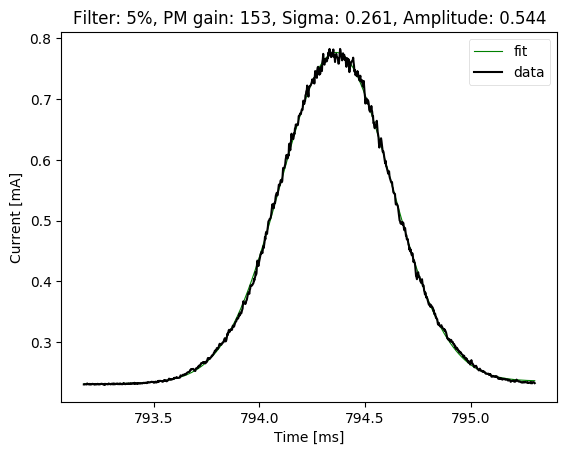 Filter: 5%, PM gain: 153, Sigma: 0.261, Amplitude: 0.544
fit
data
0.8
0.7
0.6
0.5
0.4
0.3
Current [mA]
793.5 794.0 794.5 795.0
Time [ms]